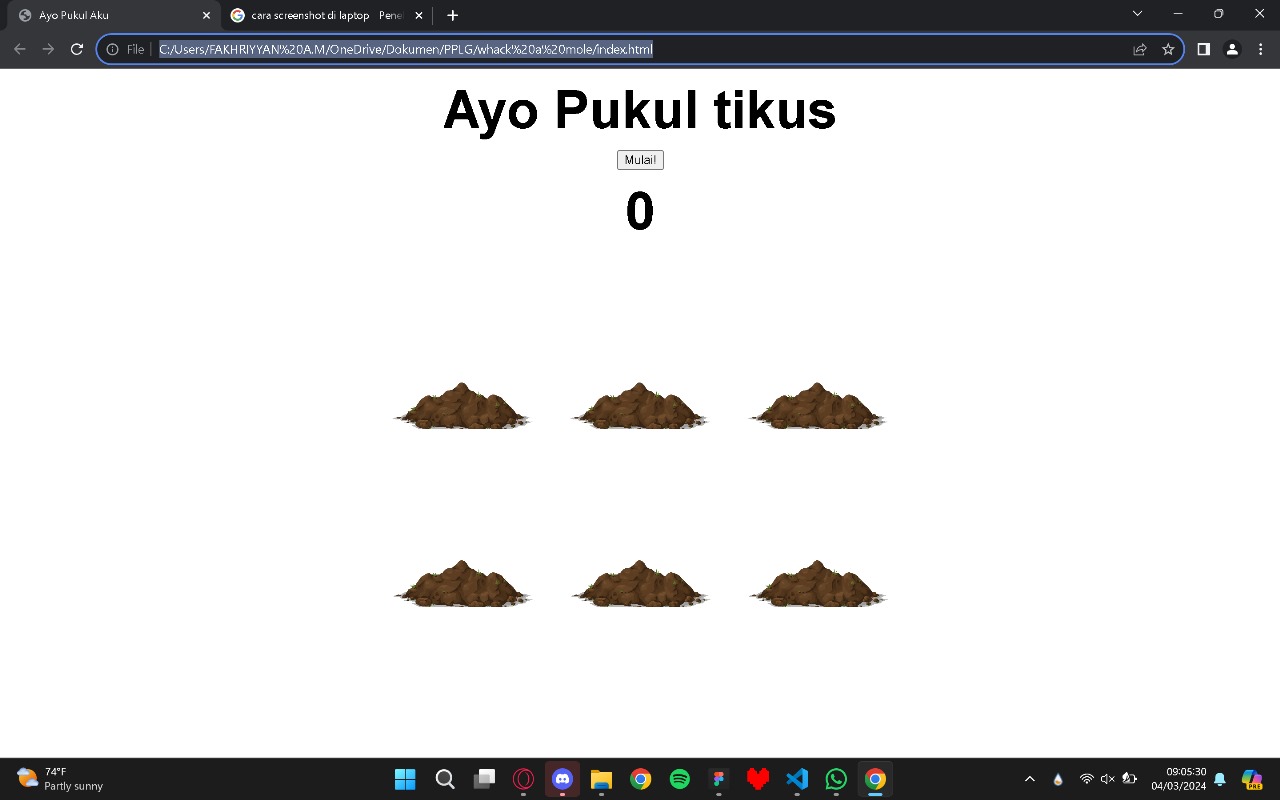 Ayo Pukul Aku
cara screenshot di laptop - Pene
File
C:/Users/FAKHRIYYAN%20A.M/OneDrive/Dokumen/PPLG/whack%20a%20mole/index.html
Ayo Pukul tikus
Mulai!
0
74°F
Partly sunny
09:05:30
04/03/2024
PRE